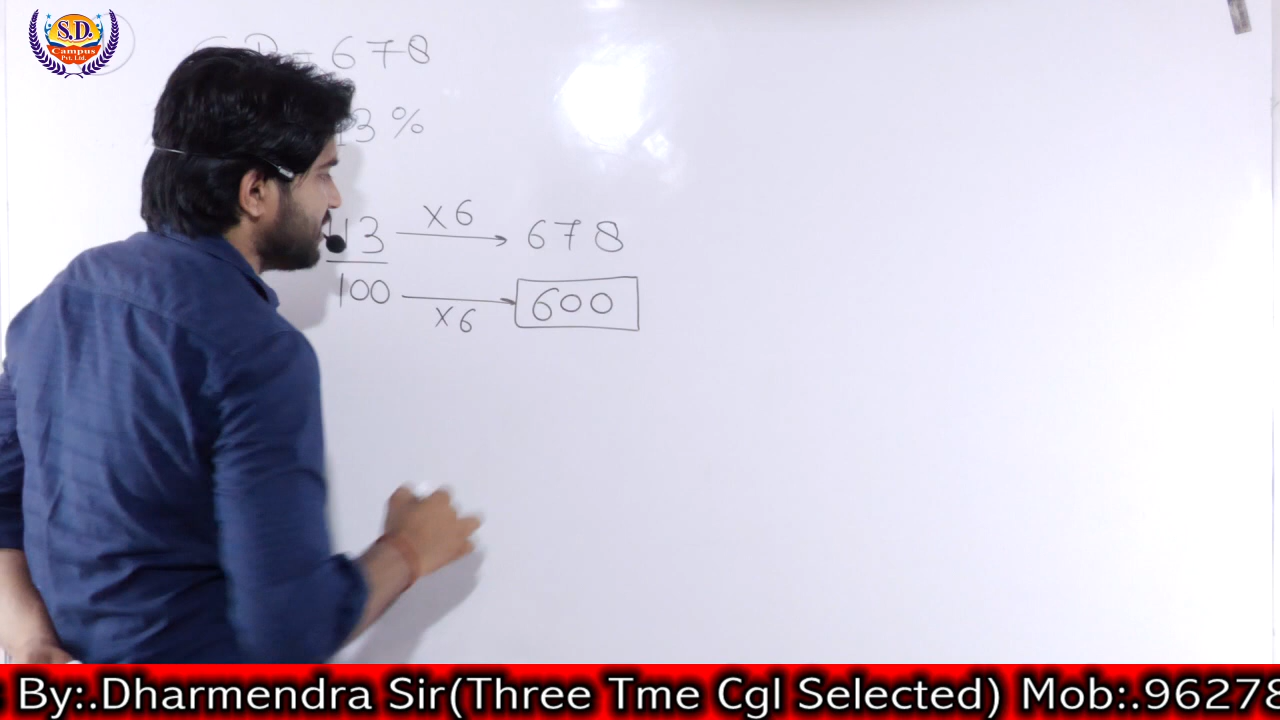 S.D.
Campus
Pvt. Ltd.
= 678
13%
×6
113 → 678
100 → 600
×6
By:.Dharmendra Sir(Three Tme Cgl Selected) Mob:.96278